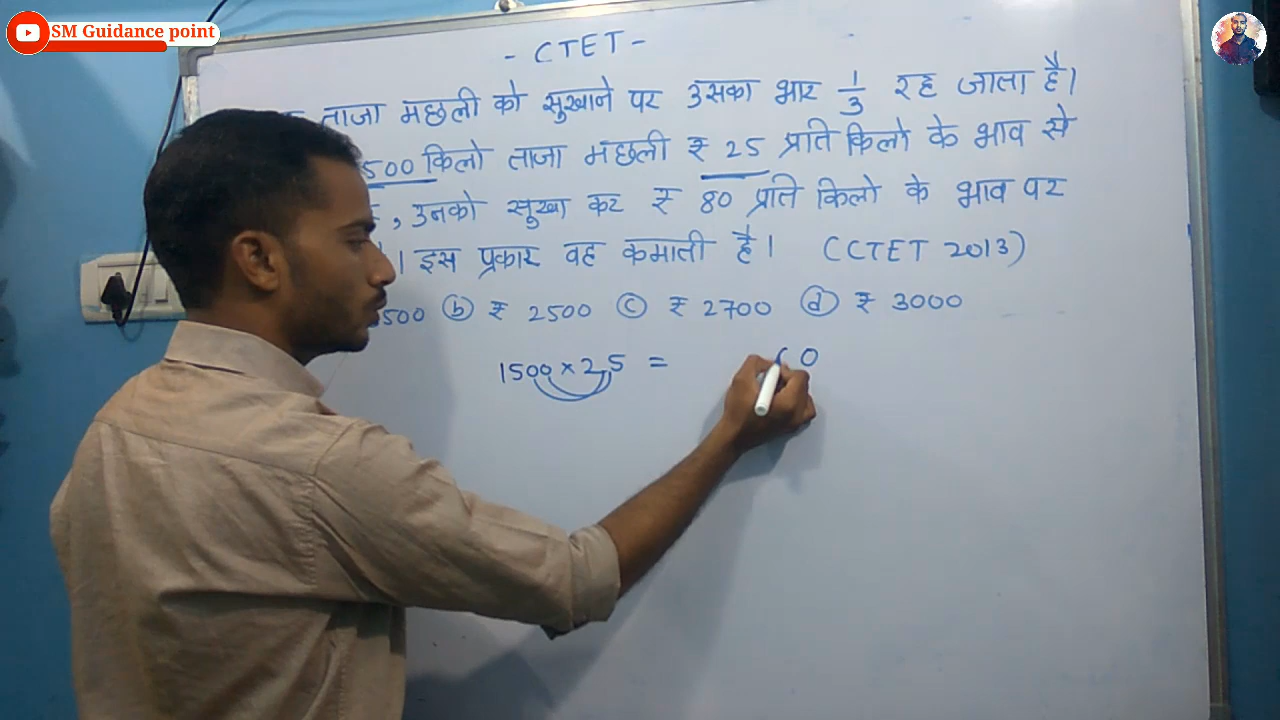 SM Guidance point
- CTET -
ताजा मछली को सुखाने पर उसका भार 1/3 रह जाता है।
500 किलो ताजा मछली ₹ 25 प्रति किलो के भाव से
, उनको सुखा कर ₹ 80 प्रति किलो के भाव पर
। इस प्रकार वह कमाती है। (CTET 2013)
500 (b) ₹ 2500 (c) ₹ 2700 (d) ₹ 3000
1500 × 25 = 0